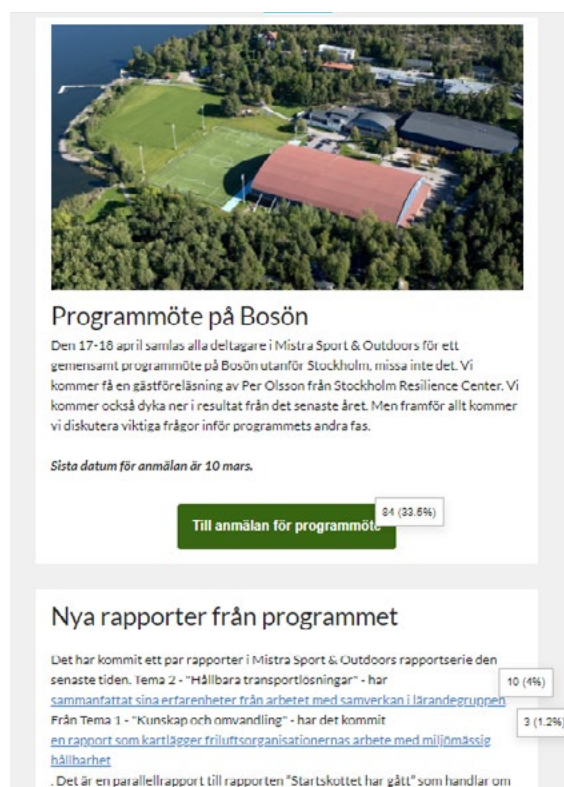 Programmöte på Bosön
Den 17-18 april samlas alla deltagare i Mistra Sport & Outdoors för ett
gemensamt programmöte på Bosön utanför Stockholm, missa inte det. Vi
kommer få en gästföreläsning av Per Olsson från Stockholm Resilience Center. Vi
kommer också dyka ner i resultat från det senaste året. Men framför allt kommer
vi diskutera viktiga frågor inför programmets andra fas.
Sista datum för anmälan är 10 mars.
84 (33.6%)
Till anmälan för programmöte
Nya rapporter från programmet
Det har kommit ett par rapporter i Mistra Sport & Outdoors rapportserie den
senaste tiden. Tema 2 - "Hållbara transportlösningar" - har
10 (4%)
sammanfattat sina erfarenheter från arbetet med samverkan i lärandegruppen
Från Tema 1 - "Kunskap och omvandling" - har det kommit
3 (1.2%)
en rapport som kartlägger friluftsorganisationernas arbete med miljömässig
hållbarhet
. Det är en parallellrapport till rapporten "Startskottet har gått" som handlar om